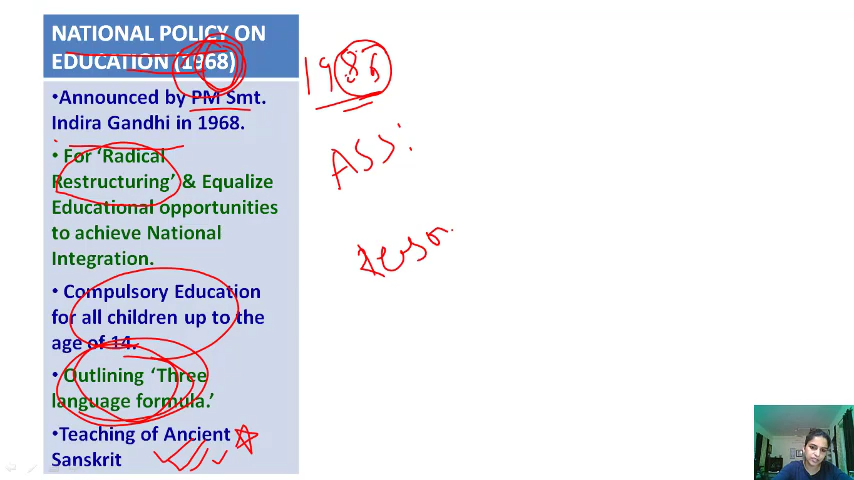 NATIONAL POLICY ON
EDUCATION (1968)
•Announced by PM Smt.
Indira Gandhi in 1968.
• For 'Radical
Restructuring' & Equalize
Educational opportunities
to achieve National
Integration.
• Compulsory Education
for all children up to the
age of 14.
• Outlining 'Three
language formula.'
•Teaching of Ancient
Sanskrit
1986
ASS: